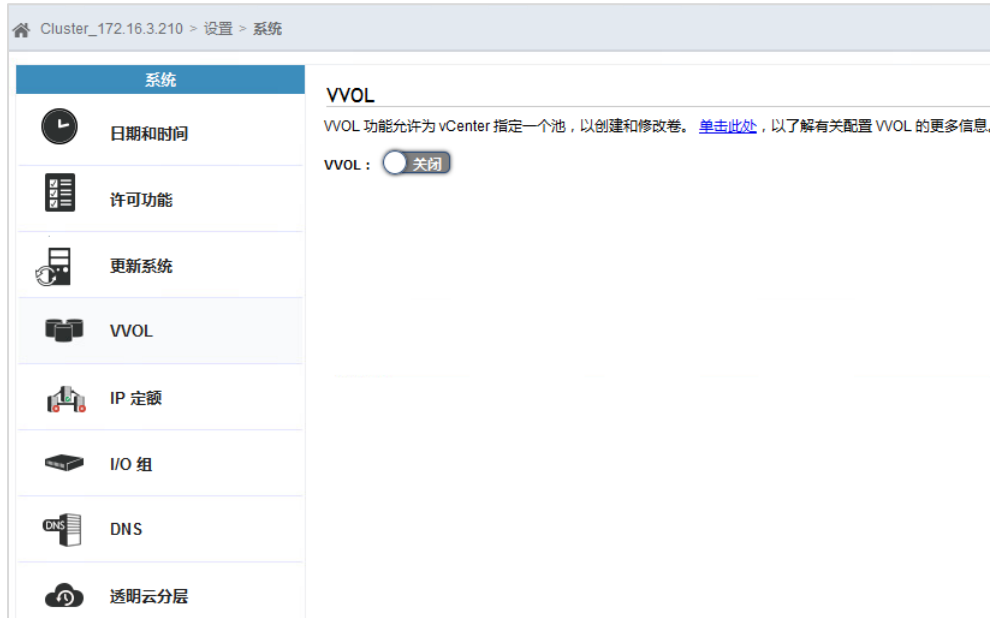 Cluster_172.16.3.210 > 设置 > 系统
系统
日期和时间
许可功能
更新系统
VVOL
IP 定额
I/O 组
DNS
DNS
透明云分层
VVOL
VVOL 功能允许为 vCenter 指定一个池，以创建和修改卷。 单击此处 ，以了解有关配置 VVOL 的更多信息。
VVOL： 关闭